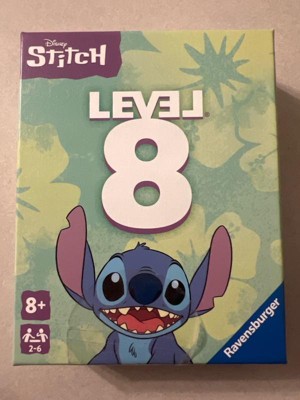 Disney
Stitch
LEVEL
8
8+
2-6
Ravensburger